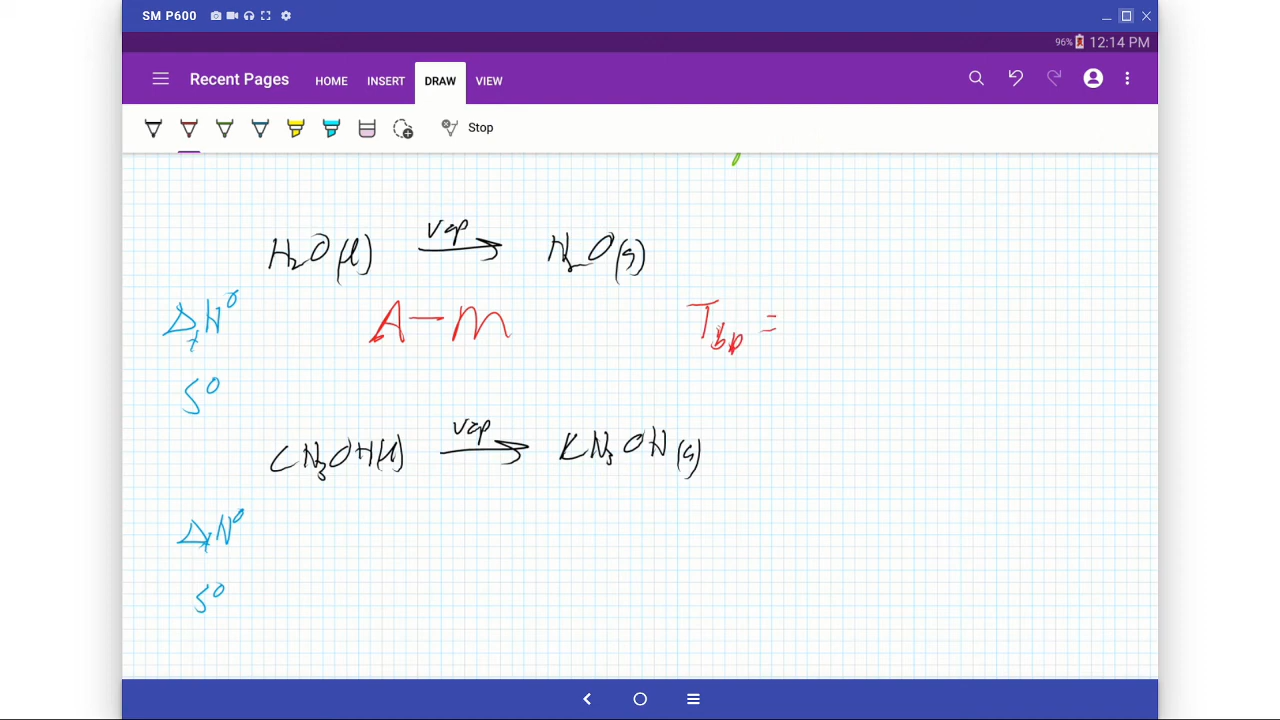 SM P600
96% 12:14 PM
Recent Pages HOME INSERT DRAW VIEW
Stop
H₂O(l) vap→ H₂O(g)
ΔfH° A–M Tbp =
S°
CH₃OH(l) vap→ CH₃OH(g)
ΔfH°
S°